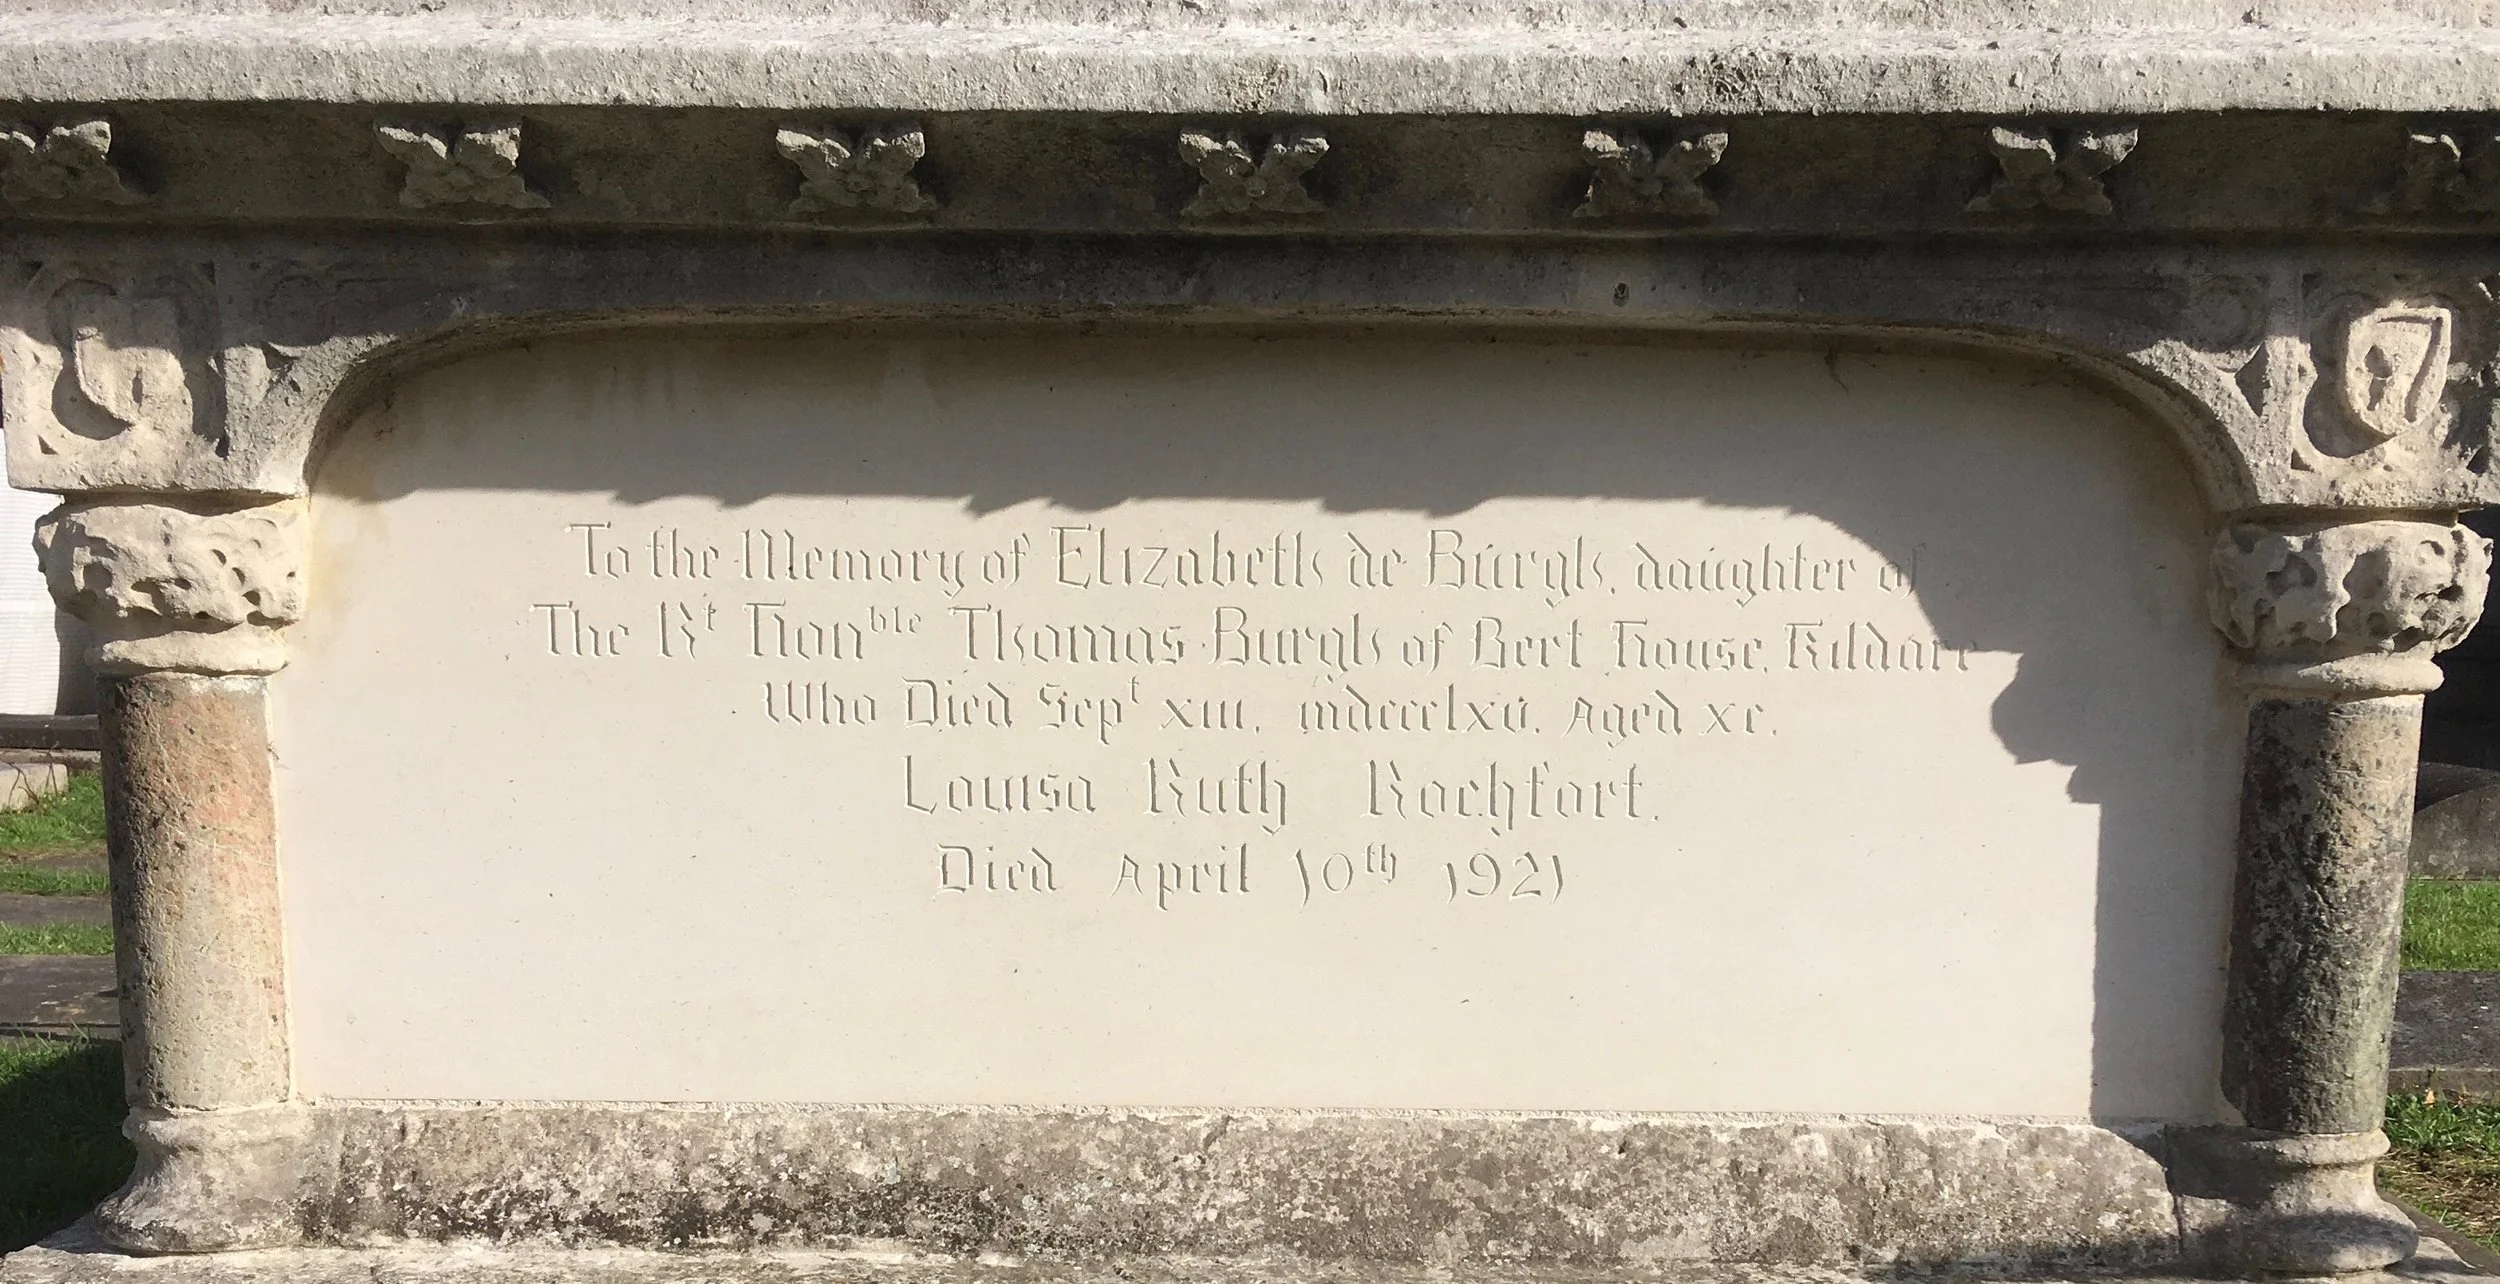 To the Memory of Elizabeth de Burgh, daughter of
The Rt Honble Thomas Burgh of Bert House, Kildare
Who Died Sept xiii, mdccclxv. Aged xc.
Louisa Ruth Rochfort.
Died April 10th 1921